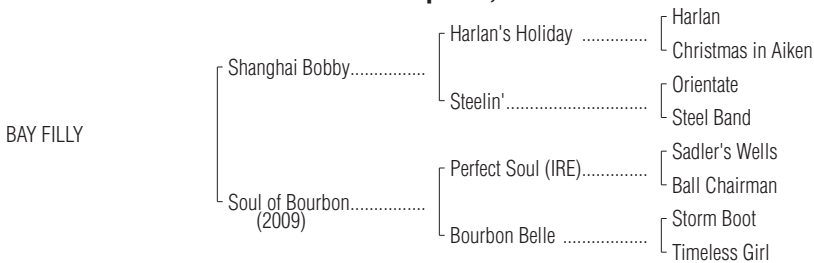 Harlan
Harlan's Holiday ..............
Christmas in Aiken
Shanghai Bobby................
Orientate
Steelin'..............................
Steel Band
BAY FILLY
Sadler's Wells
Perfect Soul (IRE)..............
Ball Chairman
Soul of Bourbon................
(2009)
Storm Boot
Bourbon Belle ..................
Timeless Girl